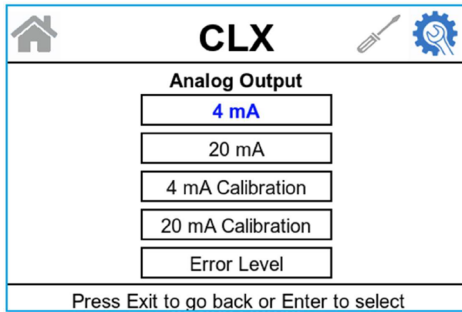 CLX
Analog Output
4 mA
20 mA
4 mA Calibration
20 mA Calibration
Error Level
Press Exit to go back or Enter to select